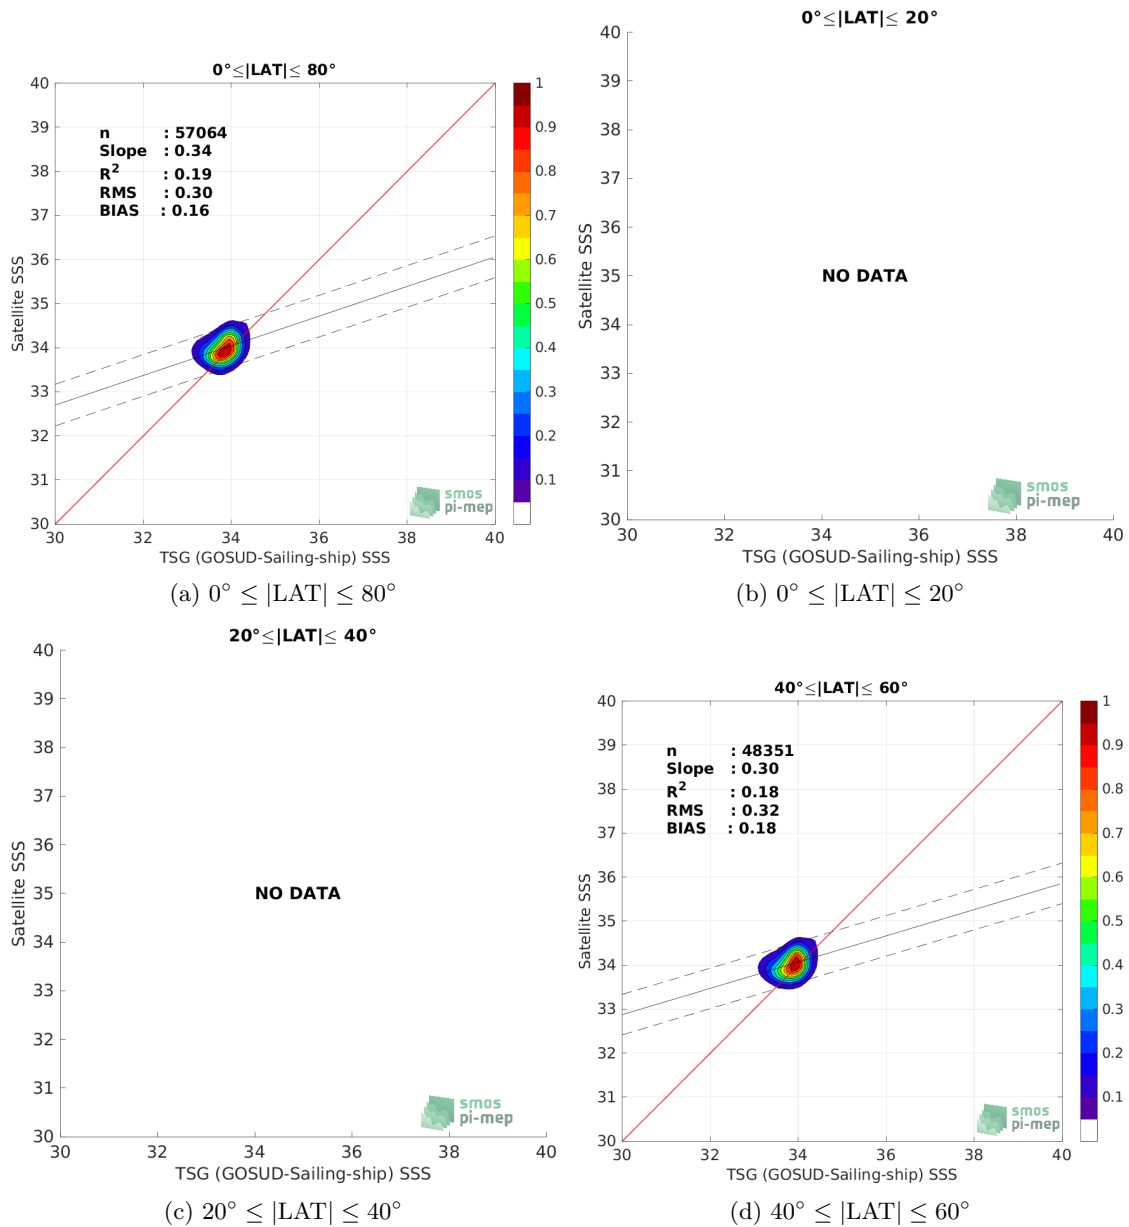 0°≤|LAT|≤ 80°
40
39
38
37
36
35
34
33
32
31
30
n : 57064
Slope : 0.34
R² : 0.19
RMS : 0.30
BIAS : 0.16
Satellite SSS
30 32 34 36 38 40
TSG (GOSUD-Sailing-ship) SSS
smos
pi-mep
1
0.9
0.8
0.7
0.6
0.5
0.4
0.3
0.2
0.1
(a) 0° ≤ |LAT| ≤ 80°
0°≤|LAT|≤ 20°
40
39
38
37
36
35
34
33
32
31
30
Satellite SSS
NO DATA
smos
pi-mep
30 32 34 36 38 40
TSG (GOSUD-Sailing-ship) SSS
(b) 0° ≤ |LAT| ≤ 20°
20°≤|LAT|≤ 40°
40
39
38
37
36
35
34
33
32
31
30
Satellite SSS
NO DATA
smos
pi-mep
30 32 34 36 38 40
TSG (GOSUD-Sailing-ship) SSS
(c) 20° ≤ |LAT| ≤ 40°
40°≤|LAT|≤ 60°
40
39
38
37
36
35
34
33
32
31
30
n : 48351
Slope : 0.30
R² : 0.18
RMS : 0.32
BIAS : 0.18
Satellite SSS
smos
pi-mep
30 32 34 36 38 40
TSG (GOSUD-Sailing-ship) SSS
1
0.9
0.8
0.7
0.6
0.5
0.4
0.3
0.2
0.1
(d) 40° ≤ |LAT| ≤ 60°